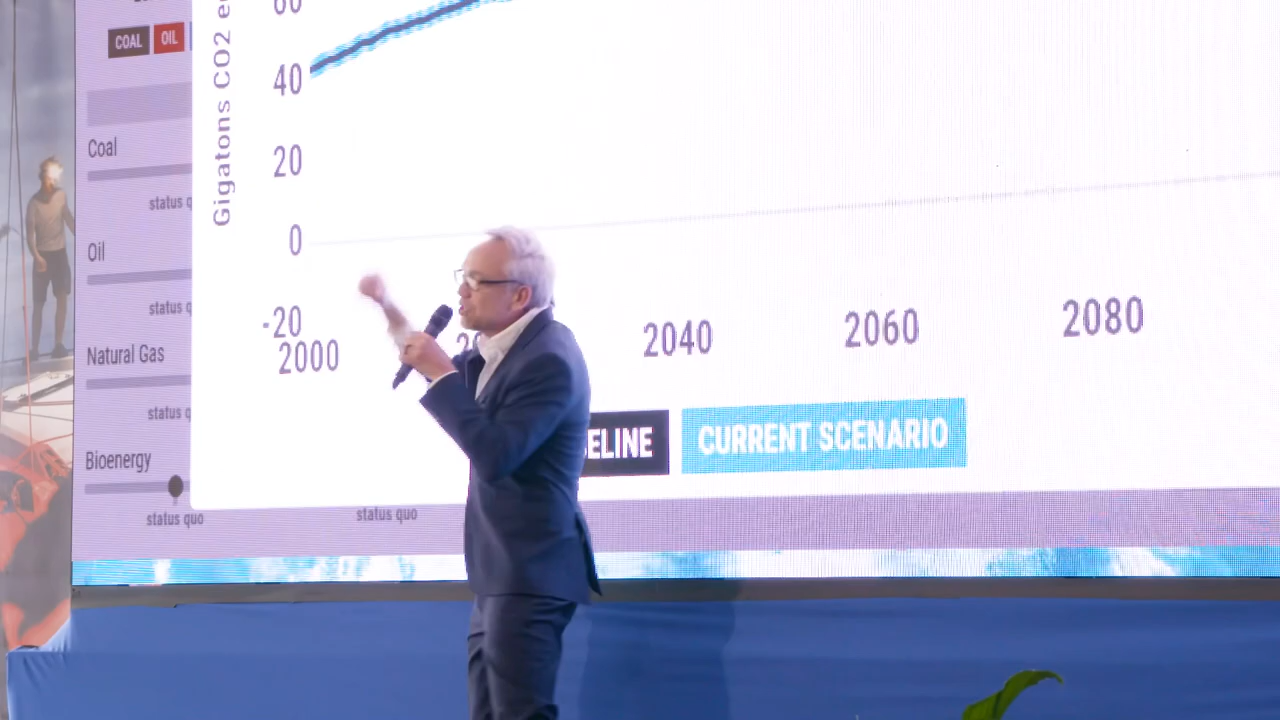 COAL OIL
Gigatons CO2
60
40
20
0
-20
2000
2040
2060
2080
Coal
status
Oil
status
Natural Gas
status
Bioenergy
status quo
status quo
CURRENT SCENARIO